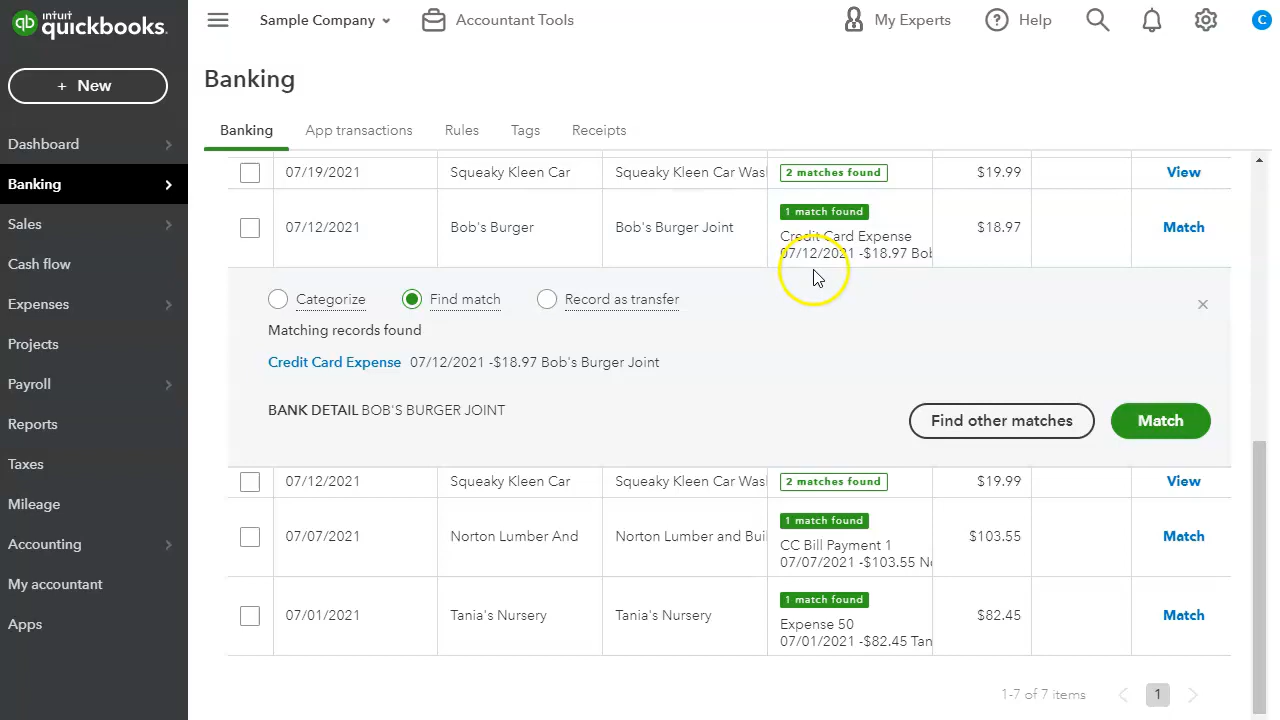 intuit
quickbooks.
Sample Company
Accountant Tools
My Experts
Help
C
+ New
Dashboard
Banking
Sales
Cash flow
Expenses
Projects
Payroll
Reports
Taxes
Mileage
Accounting
My accountant
Apps
Banking
Banking App transactions Rules Tags Receipts
07/19/2021 Squeaky Kleen Car Squeaky Kleen Car Was 2 matches found $19.99 View
1 match found
07/12/2021 Bob's Burger Bob's Burger Joint Credit Card Expense $18.97 Match
07/12/2021 -$18.97 Bob
Categorize Find match Record as transfer
Matching records found
Credit Card Expense 07/12/2021 -$18.97 Bob's Burger Joint
BANK DETAIL BOB'S BURGER JOINT
Find other matches Match
07/12/2021 Squeaky Kleen Car Squeaky Kleen Car Was 2 matches found $19.99 View
1 match found
07/07/2021 Norton Lumber And Norton Lumber and Bui CC Bill Payment 1 $103.55 Match
07/07/2021 -$103.55 No
1 match found
07/01/2021 Tania's Nursery Tania's Nursery Expense 50 $82.45 Match
07/01/2021 -$82.45 Tan
1-7 of 7 items 1